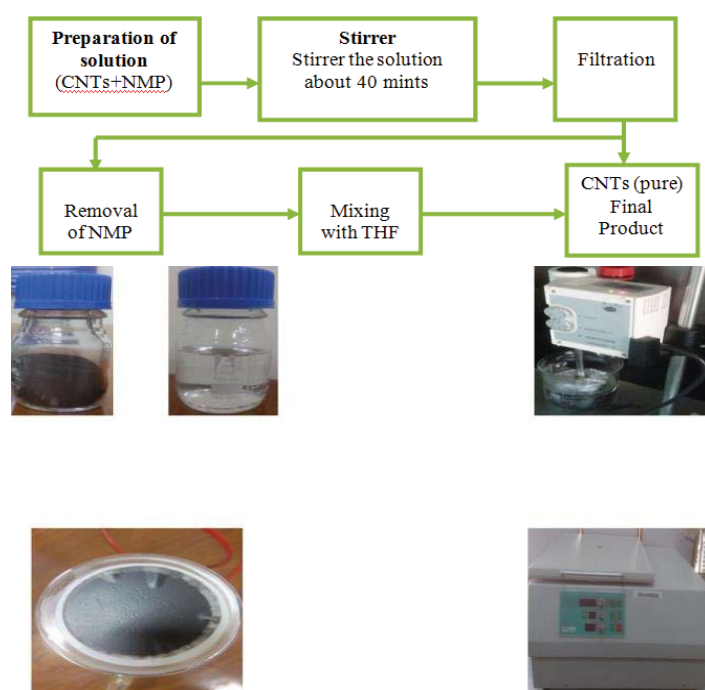 Preparation of
solution
(CNTs+NMP)
Stirrer
Stirrer the solution
about 40 mints
Filtration
Removal
of NMP
Mixing
with THF
CNTs (pure)
Final
Product